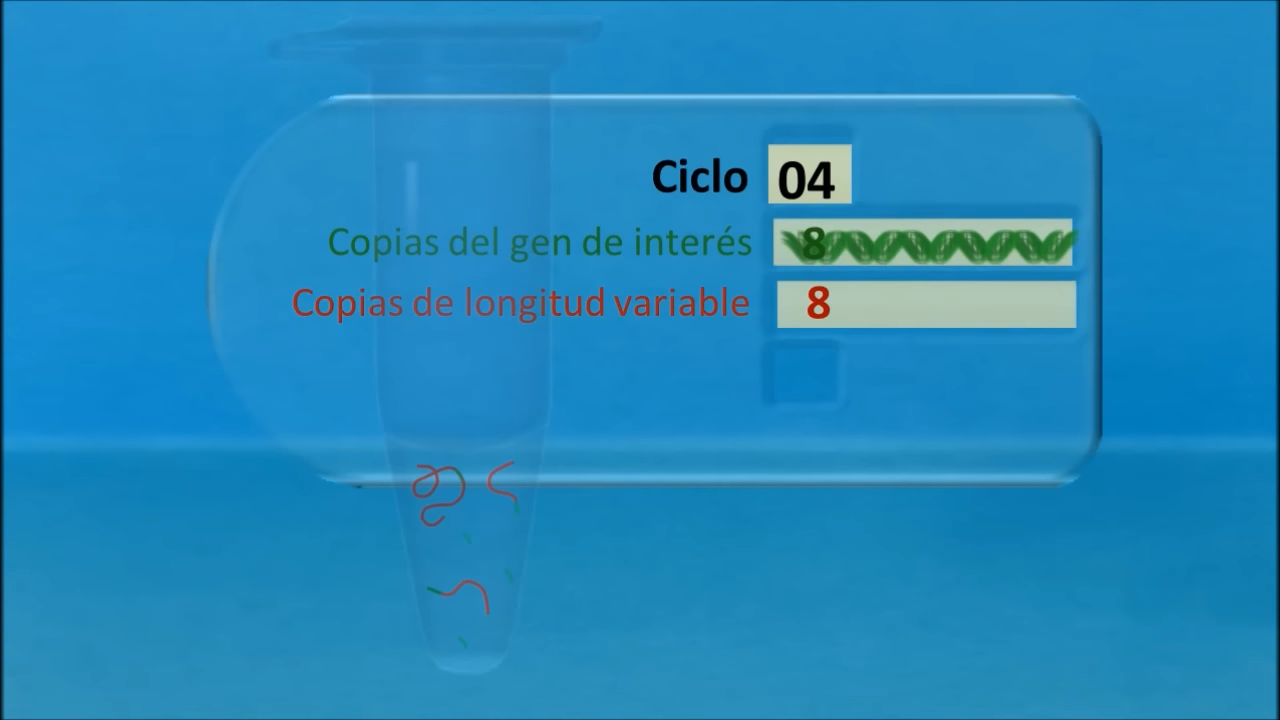 Ciclo 04
Copias del gen de interés 8
Copias de longitud variable 8